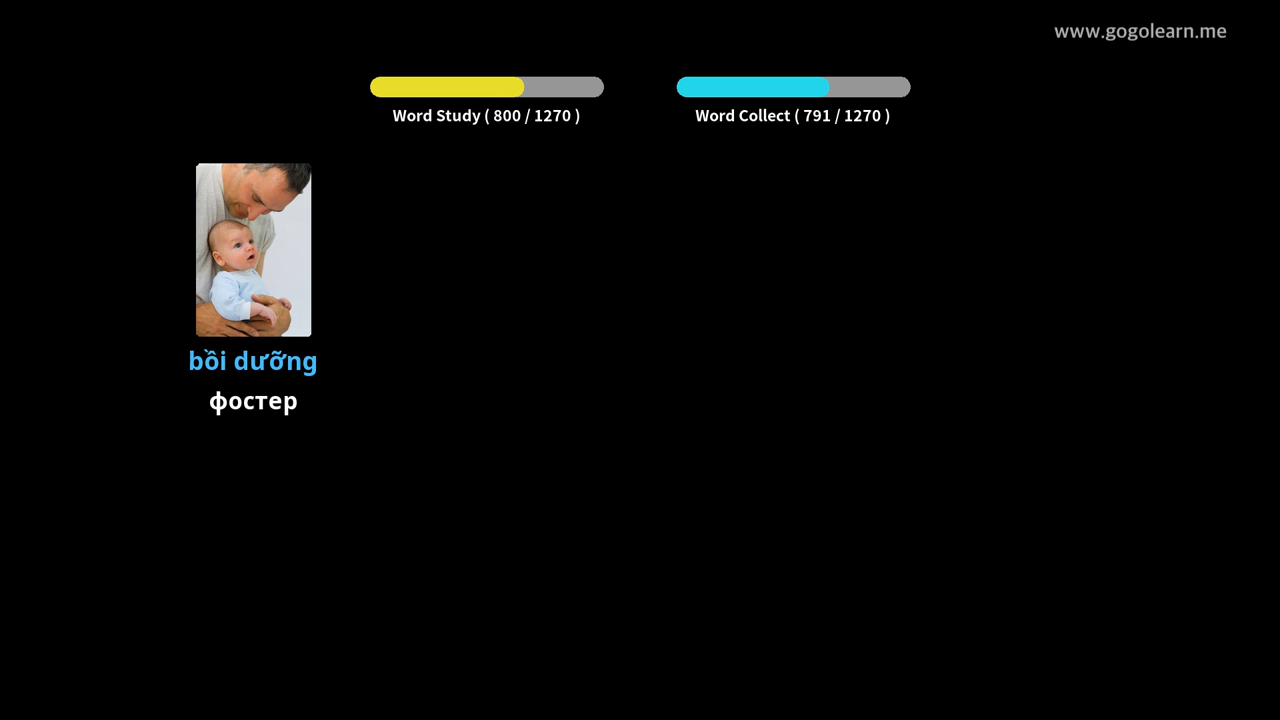 www.gogolearn.me
Word Study ( 800 / 1270 )
Word Collect ( 791 / 1270 )
bồi dưỡng
фостер